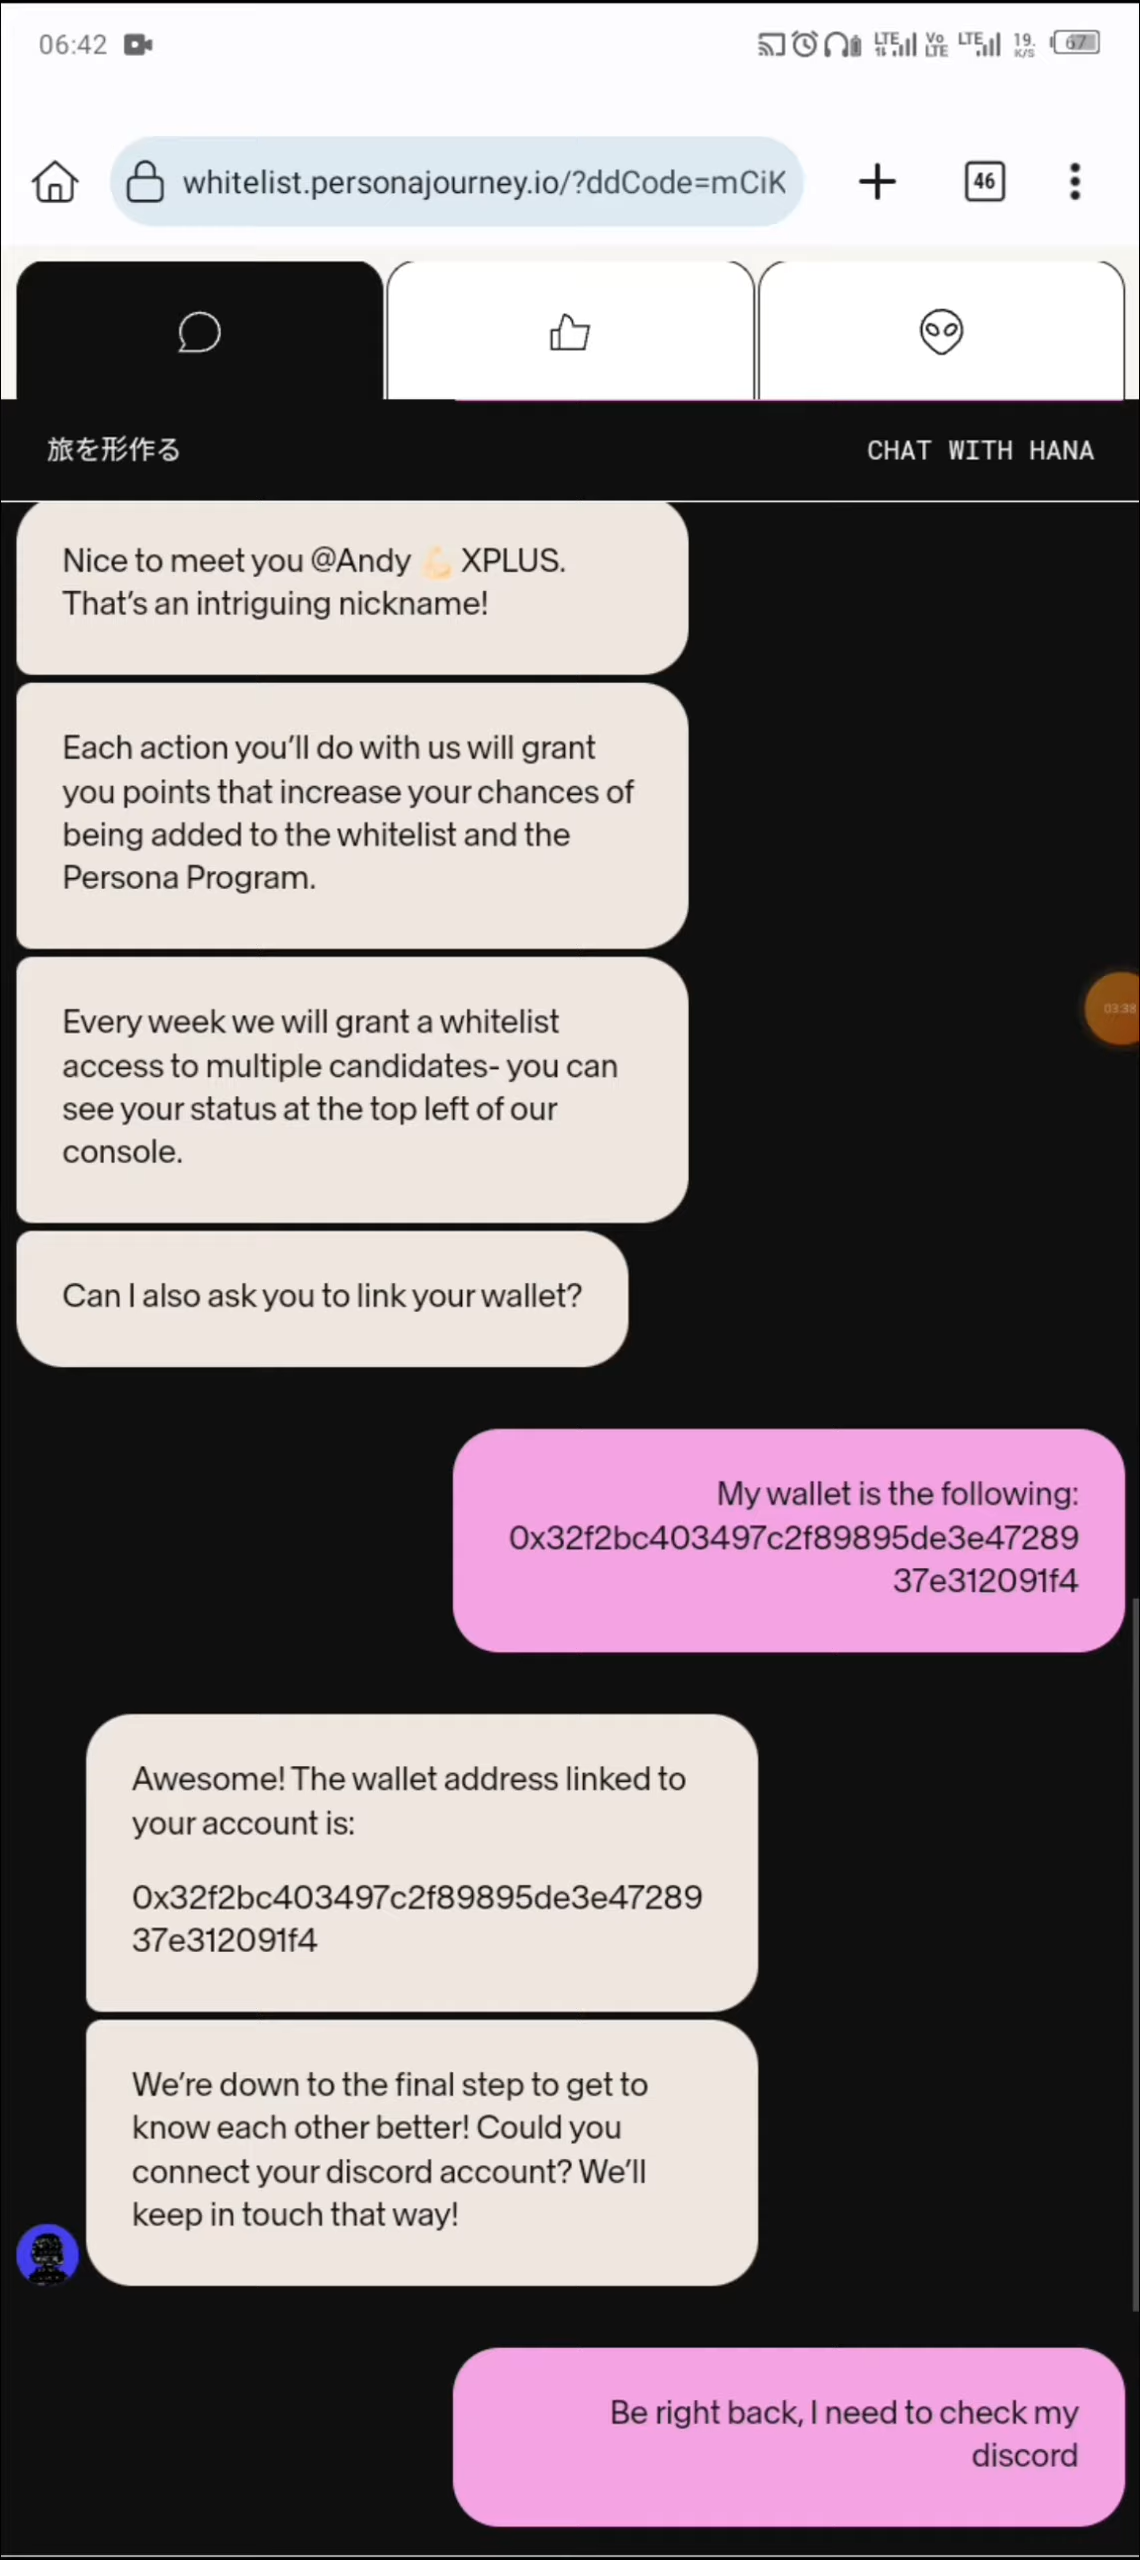 06:42
LTE VoLTE LTE 19. K/S 67
whitelist.personajourney.io/?ddCode=mCiK
46
旅を形作る
CHAT WITH HANA
Nice to meet you @Andy 💪🏻 XPLUS.
That’s an intriguing nickname!
Each action you’ll do with us will grant
you points that increase your chances of
being added to the whitelist and the
Persona Program.
Every week we will grant a whitelist
access to multiple candidates- you can
see your status at the top left of our
console.
03:38
Can I also ask you to link your wallet?
My wallet is the following:
0x32f2bc403497c2f89895de3e47289
37e312091f4
Awesome! The wallet address linked to
your account is:
0x32f2bc403497c2f89895de3e47289
37e312091f4
We’re down to the final step to get to
know each other better! Could you
connect your discord account? We’ll
keep in touch that way!
Be right back, I need to check my
discord